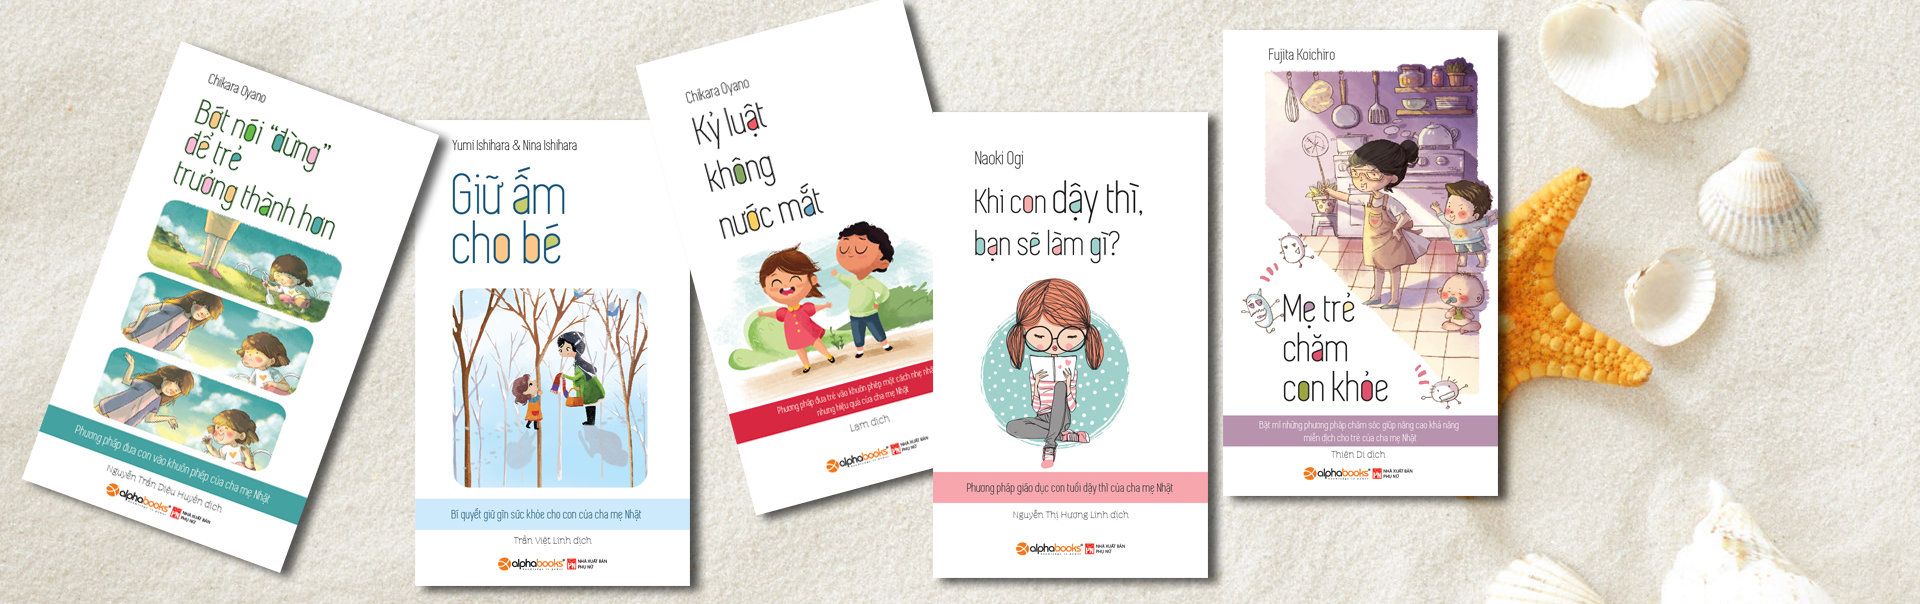 Chikara Oyano
Bớt nói “đừng”
để trẻ
trưởng thành hơn
Phương pháp đưa con vào khuôn phép của cha mẹ Nhật
Nguyễn Trần Diệu Huyền dịch
alphabooks
NHÀ XUẤT BẢN
PHỤ NỮ
Yumi Ishihara & Nina Ishihara
Giữ ấm
cho bé
Bí quyết giữ gìn sức khỏe cho con của cha mẹ Nhật
Trần Việt Linh dịch
alphabooks
NHÀ XUẤT BẢN
PHỤ NỮ
Chikara Oyano
Kỷ luật
không
nước mắt
Phương pháp đưa trẻ vào khuôn phép một cách nhẹ
nhưng hiệu quả của cha mẹ Nhật
Lam dịch
alphabooks
NHÀ XUẤT BẢN
PHỤ NỮ
Naoki Ogi
Khi con dậy thì,
bạn sẽ làm gì?
Phương pháp giáo dục con tuổi dậy thì của cha mẹ Nhật
Nguyễn Thị Hương Linh dịch
alphabooks
NHÀ XUẤT BẢN
PHỤ NỮ
Fujita Koichiro
Mẹ trẻ
chăm
con khỏe
Bật mí những phương pháp chăm sóc giúp nâng cao khả năng
miễn dịch cho trẻ của cha mẹ Nhật
Thiên Di dịch
alphabooks
NHÀ XUẤT BẢN
PHỤ NỮ